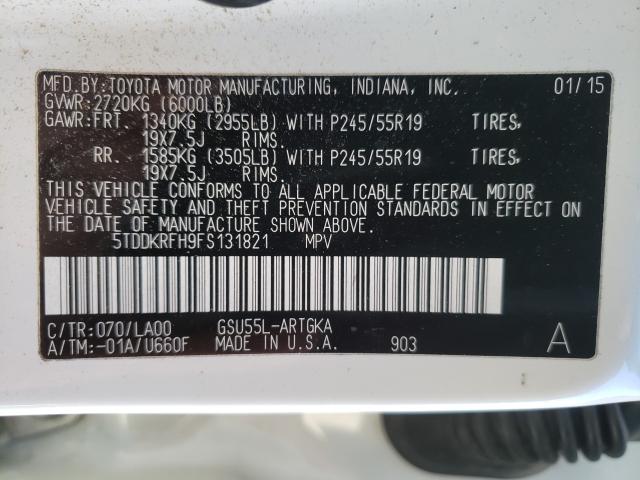 MFD.BY:TOYOTA MOTOR MANUFACTURING, INDIANA, INC. 01/15
GVWR:2720KG (6000LB)
GAWR:FRT. 1340KG (2955LB) WITH P245/55R19 TIRES,
19X7.5J RIMS.
RR. 1585KG (3505LB) WITH P245/55R19 TIRES,
19X7.5J RIMS.
THIS VEHICLE CONFORMS TO ALL APPLICABLE FEDERAL MOTOR
VEHICLE SAFETY AND THEFT PREVENTION STANDARDS IN EFFECT ON
THE DATE OF MANUFACTURE SHOWN ABOVE.
5TDDKRFH9FS131821 MPV
C/TR:070/LA00 GSU55L-ARTGKA
A/TM:-01A/U660F MADE IN U.S.A. 903 A